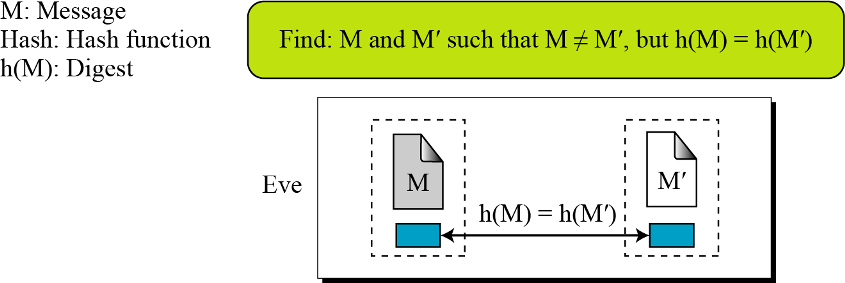 M: Message
Hash: Hash function
h(M): Digest
Find: M and M′ such that M ≠ M′, but h(M) = h(M′)
Eve
M
M′
h(M) = h(M′)